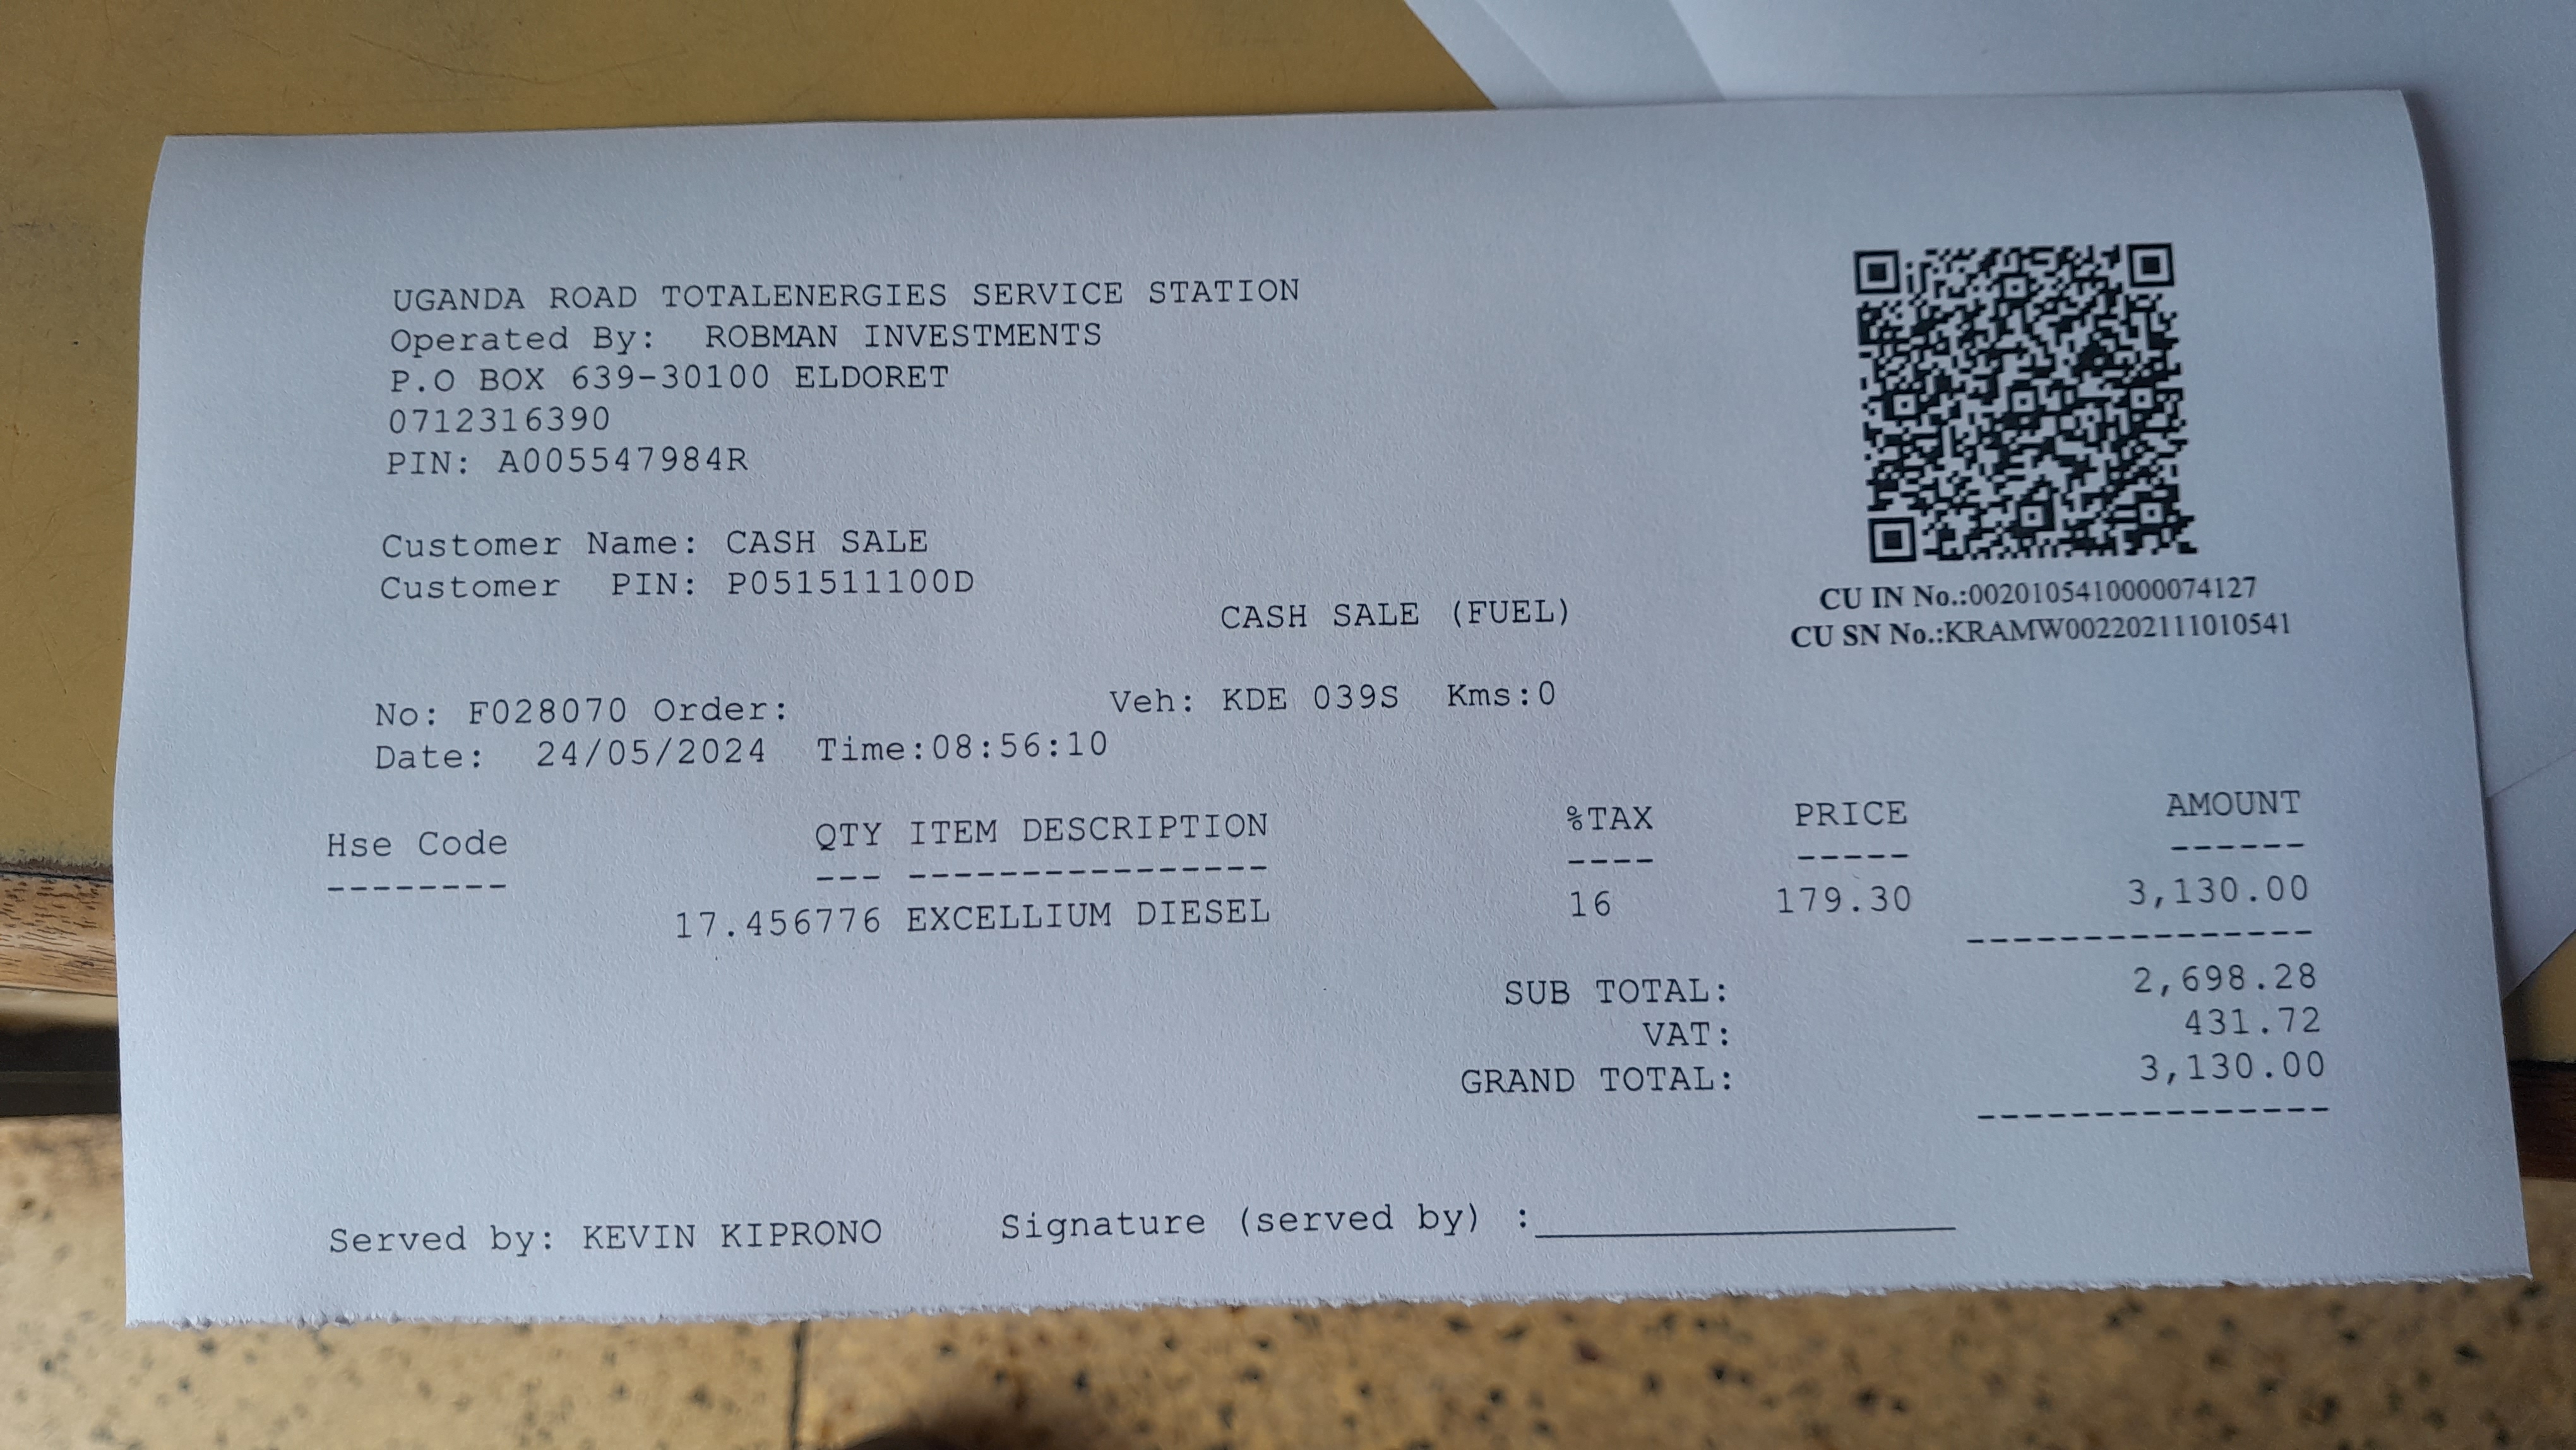 UGANDA ROAD TOTALENERGIES SERVICE STATION
Operated By: ROBMAN INVESTMENTS
P.O BOX 639-30100 ELDORET
0712316390
PIN: A005547984R
Customer Name: CASH SALE
Customer PIN: P051511100D
CU IN No.:0020105410000074127
CU SN No.:KRAMW002202111010541
CASH SALE (FUEL)
No: F028070 Order: Veh: KDE 039S Kms:0
Date: 24/05/2024 Time:08:56:10
Hse Code QTY ITEM DESCRIPTION %TAX PRICE AMOUNT
-------- --- ---------------- ---- ----- ------
17.456776 EXCELLIUM DIESEL 16 179.30 3,130.00
---------------
SUB TOTAL: 2,698.28
VAT: 431.72
GRAND TOTAL: 3,130.00
---------------
Served by: KEVIN KIPRONO Signature (served by) :____________________